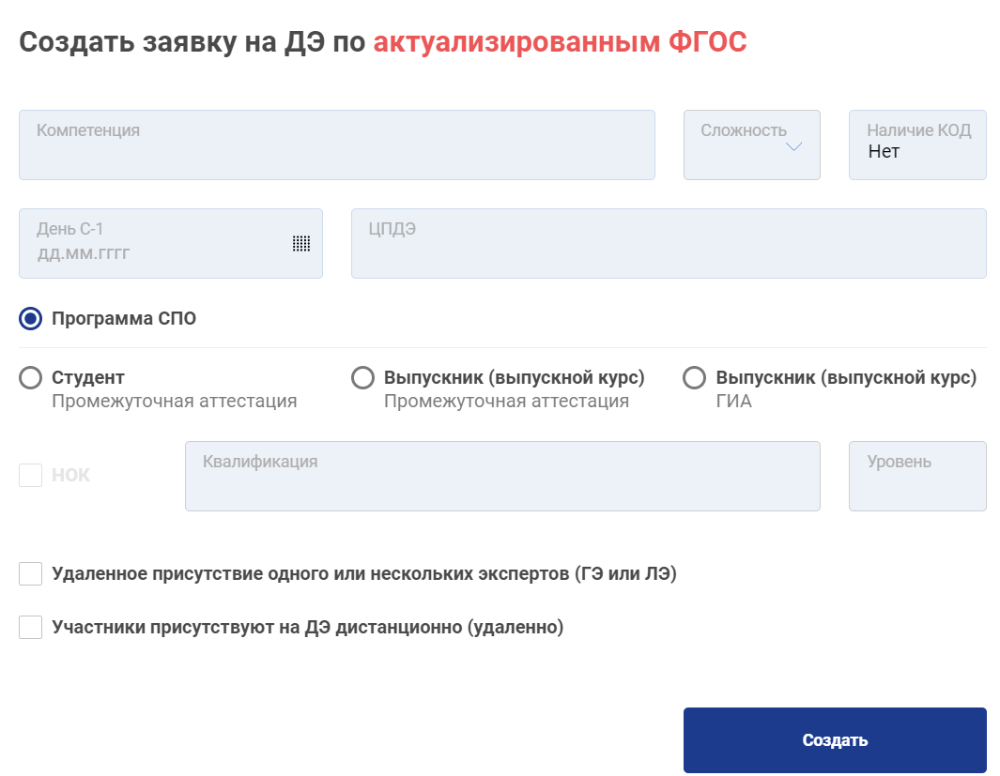 Создать заявку на ДЭ по актуализированным ФГОС
Компетенция
Сложность
Наличие КОД
Нет
День С-1
дд.мм.гггг
ЦПДЭ
Программа СПО
Студент
Промежуточная аттестация
Выпускник (выпускной курс)
Промежуточная аттестация
Выпускник (выпускной курс)
ГИА
НОК
Квалификация
Уровень
Удаленное присутствие одного или нескольких экспертов (ГЭ или ЛЭ)
Участники присутствуют на ДЭ дистанционно (удаленно)
Создать